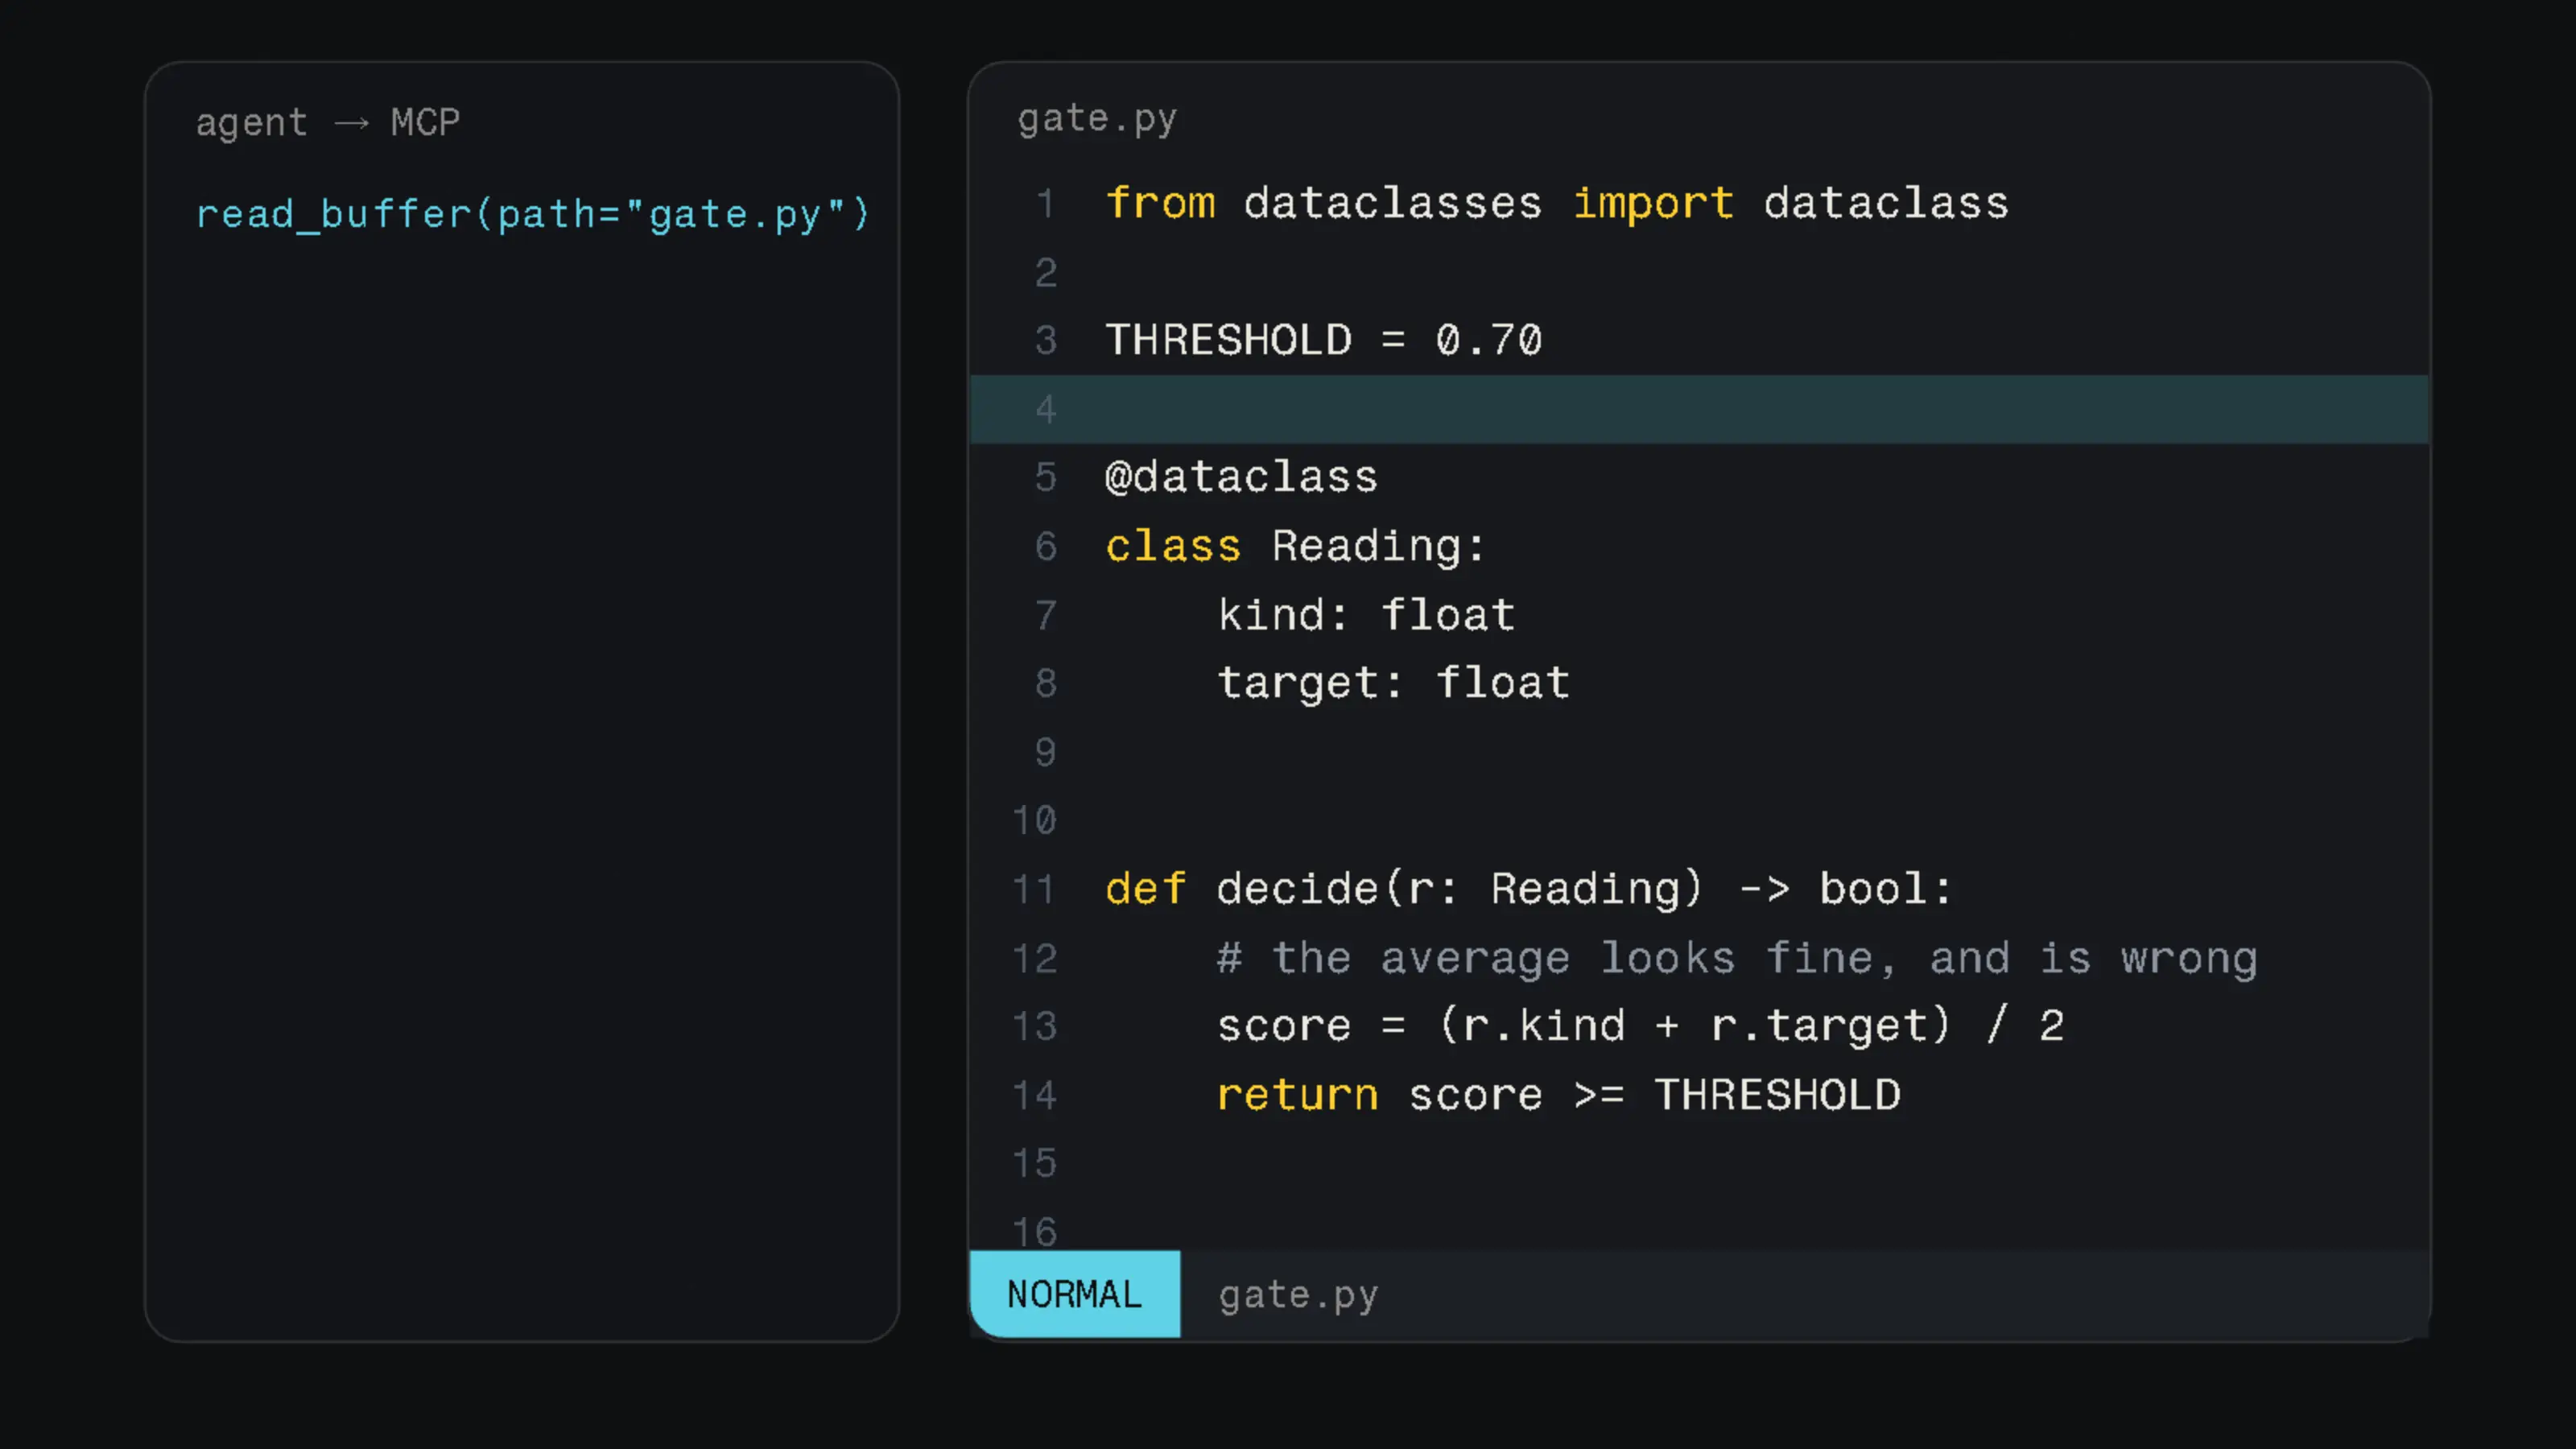 agent → MCP
read_buffer(path="gate.py")
gate.py
1 from dataclasses import dataclass
2
3 THRESHOLD = 0.70
4
5 @dataclass
6 class Reading:
7     kind: float
8     target: float
9
10
11 def decide(r: Reading) -> bool:
12     # the average looks fine, and is wrong
13     score = (r.kind + r.target) / 2
14     return score >= THRESHOLD
15
16
NORMAL gate.py